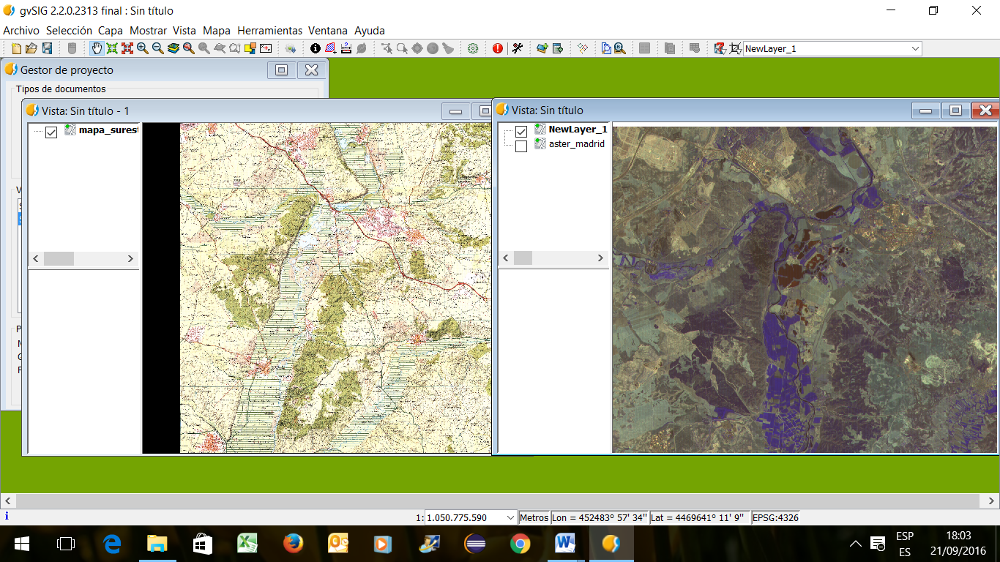 gvSIG 2.2.0.2313 final : Sin título
Archivo Selección Capa Mostrar Vista Mapa Herramientas Ventana Ayuda
NewLayer_1
Gestor de proyecto
Tipos de documentos
Vista: Sin título - 1
mapa_surest
Vista: Sin título
NewLayer_1
aster_madrid
1: 1.050.775.590 Metros Lon = 452483° 57' 34" Lat = 4469641° 11' 9" EPSG:4326
ESP
ES
18:03
21/09/2016